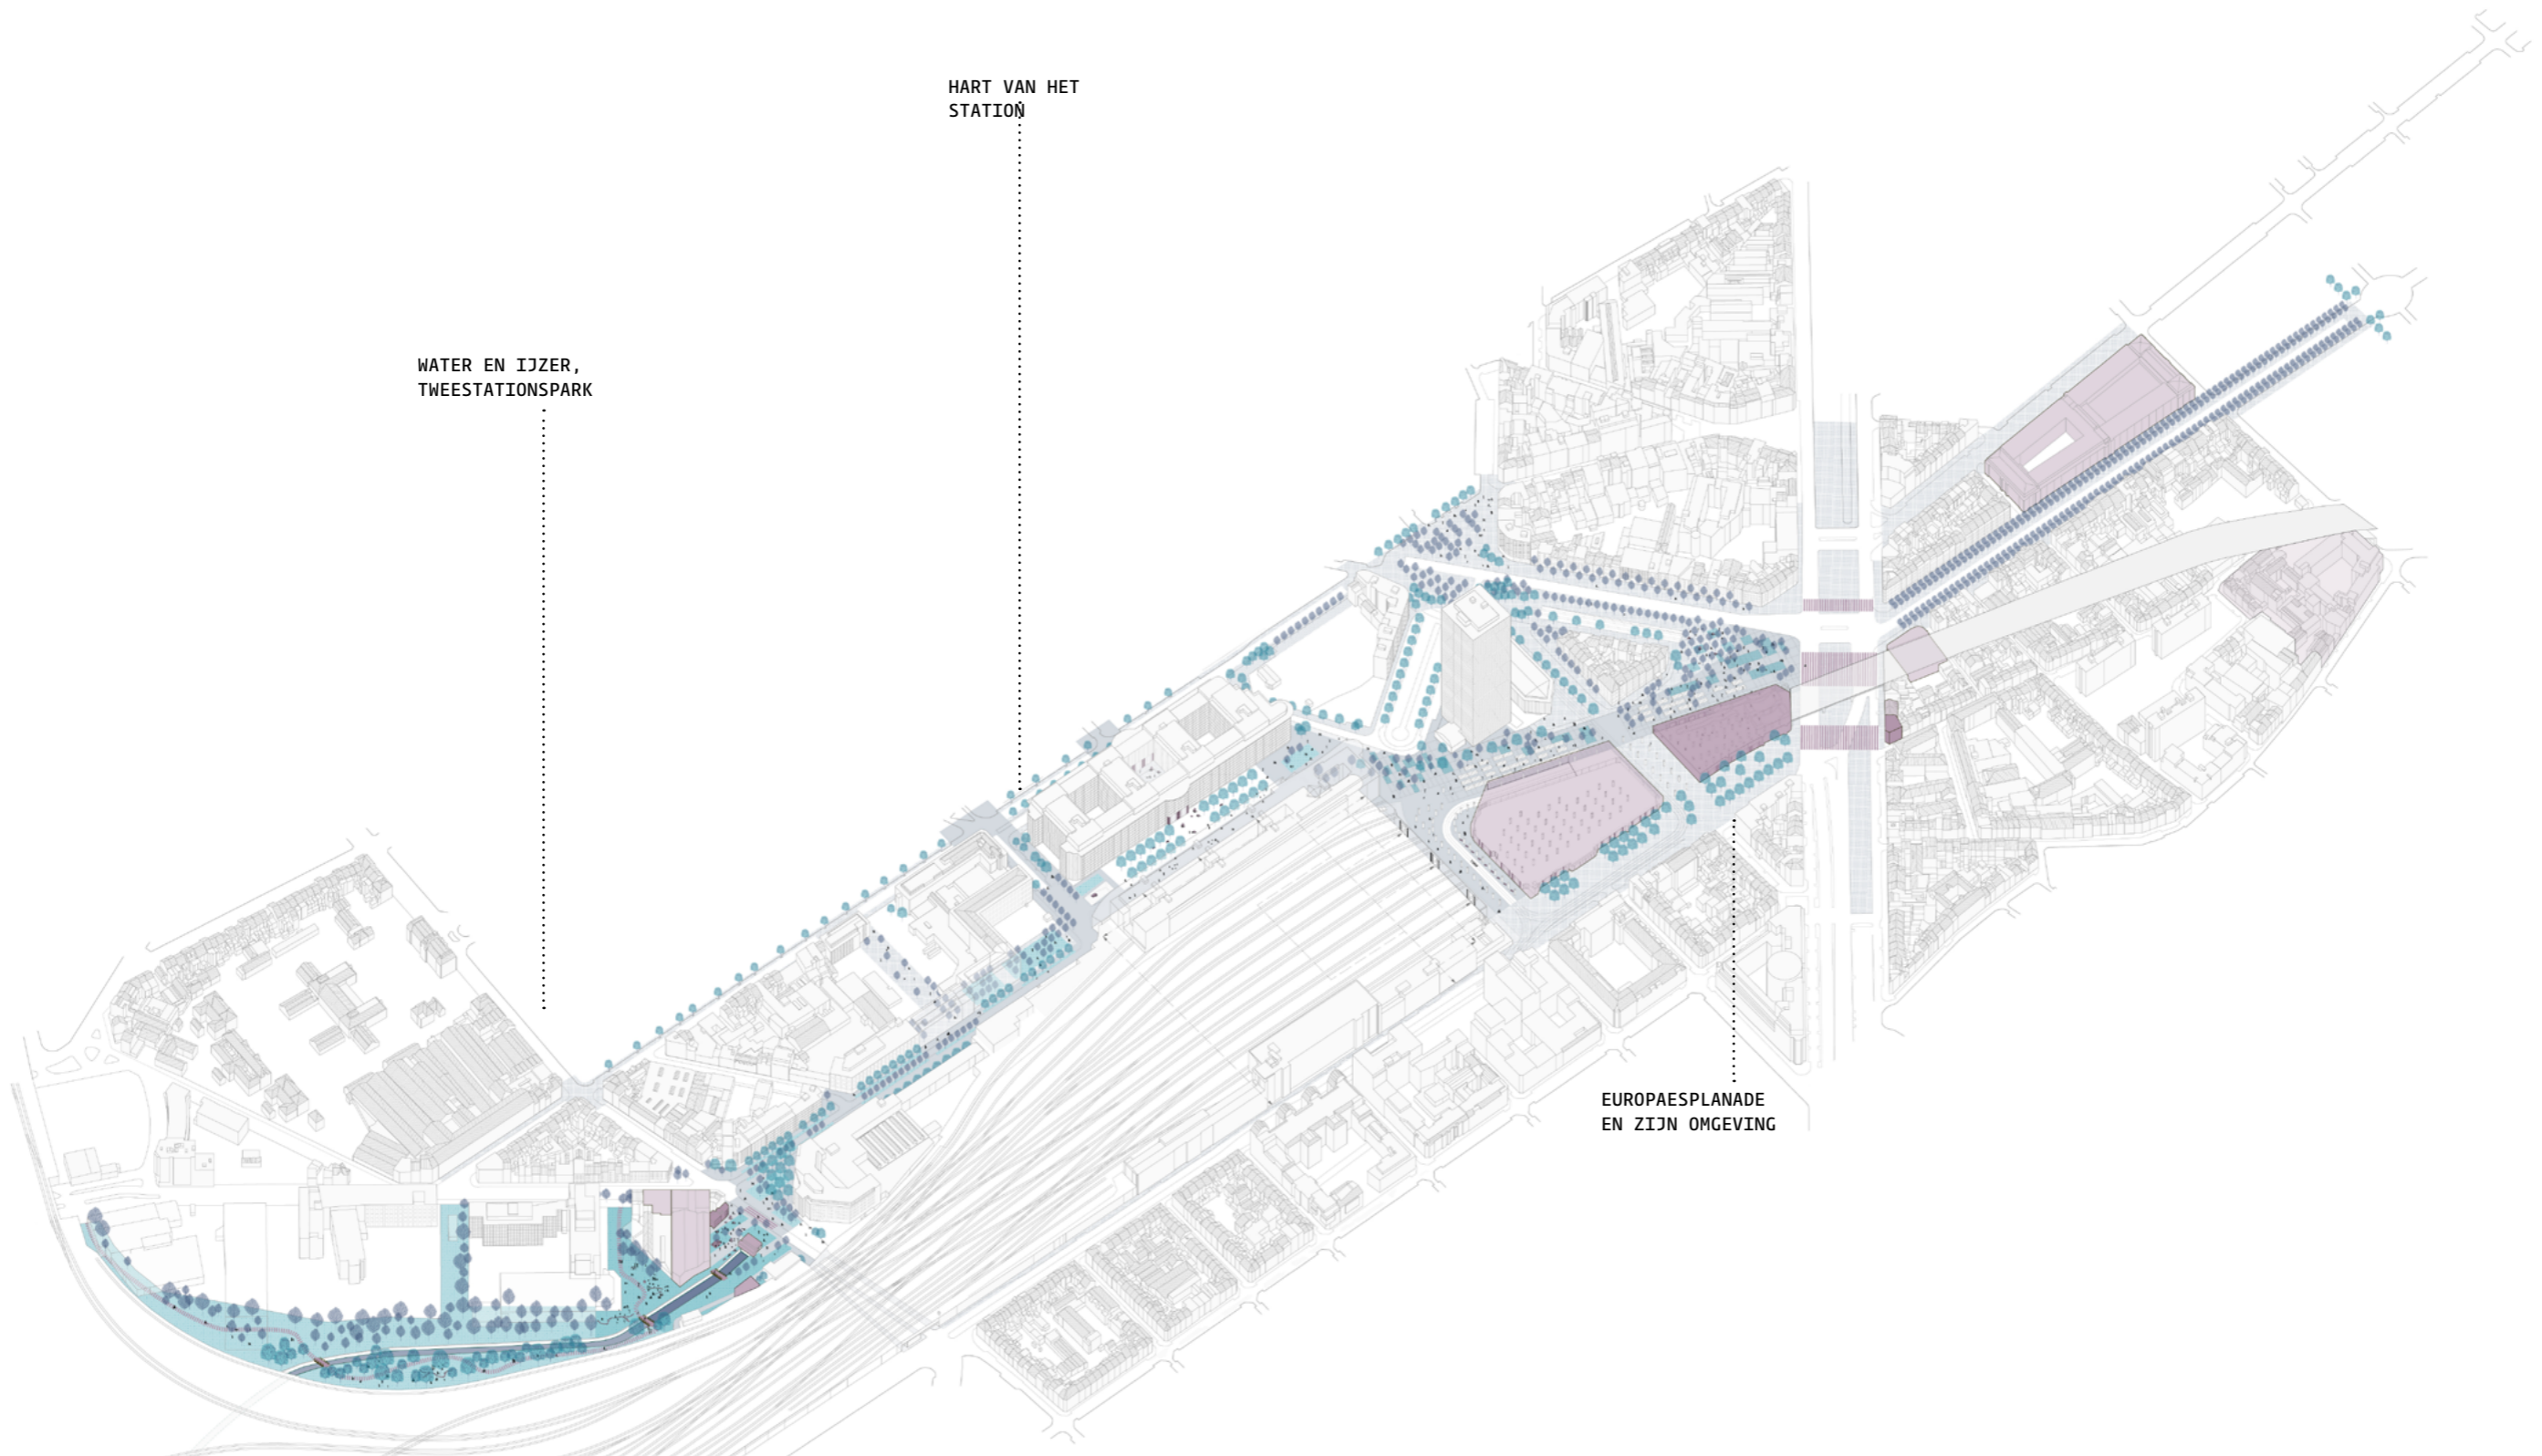 HART VAN HET
STATION
WATER EN IJZER,
TWEESTATIONSPARK
EUROPAESPLANADE
EN ZIJN OMGEVING